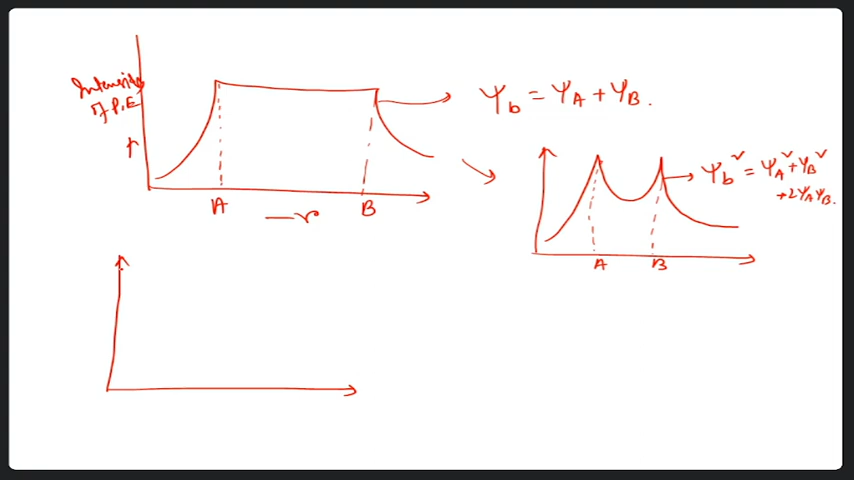 Intensity
of P.E
ψb = ψA + ψB.
A
—r
B
ψb² = ψA² + ψB²
+2ψAψB.
A
B